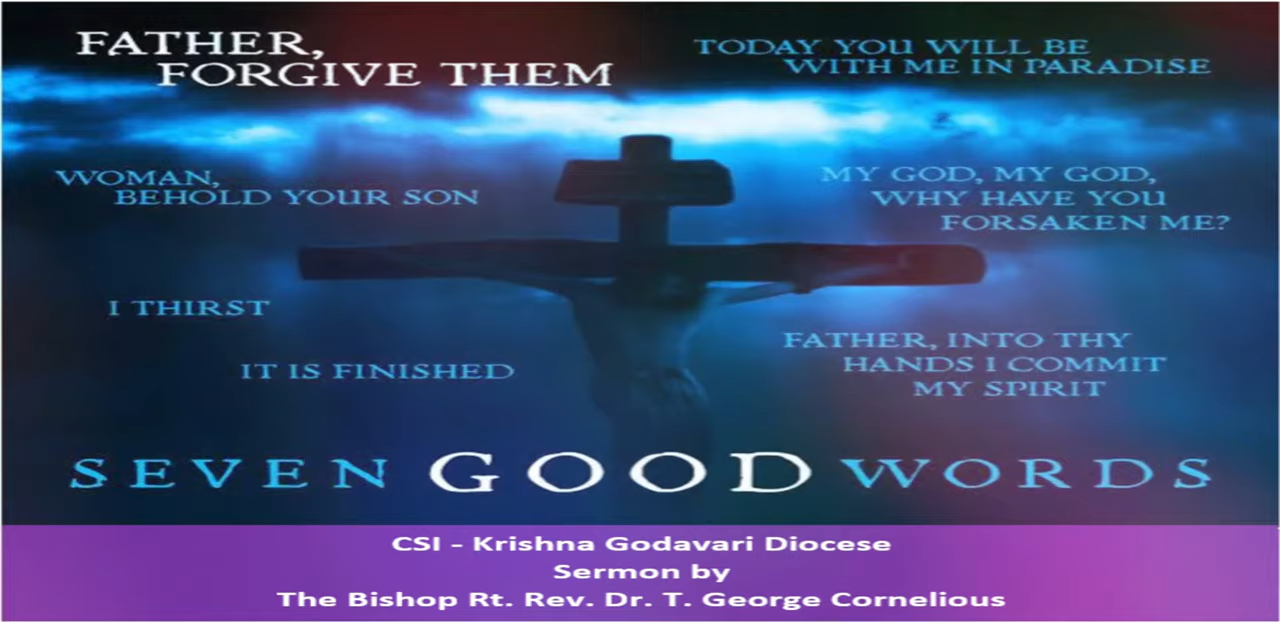 FATHER,
FORGIVE THEM
TODAY YOU WILL BE
WITH ME IN PARADISE
WOMAN,
BEHOLD YOUR SON
MY GOD, MY GOD,
WHY HAVE YOU
FORSAKEN ME?
I THIRST
IT IS FINISHED
FATHER, INTO THY
HANDS I COMMIT
MY SPIRIT
SEVEN GOOD WORDS
CSI - Krishna Godavari Diocese
Sermon by
The Bishop Rt. Rev. Dr. T. George Cornelious